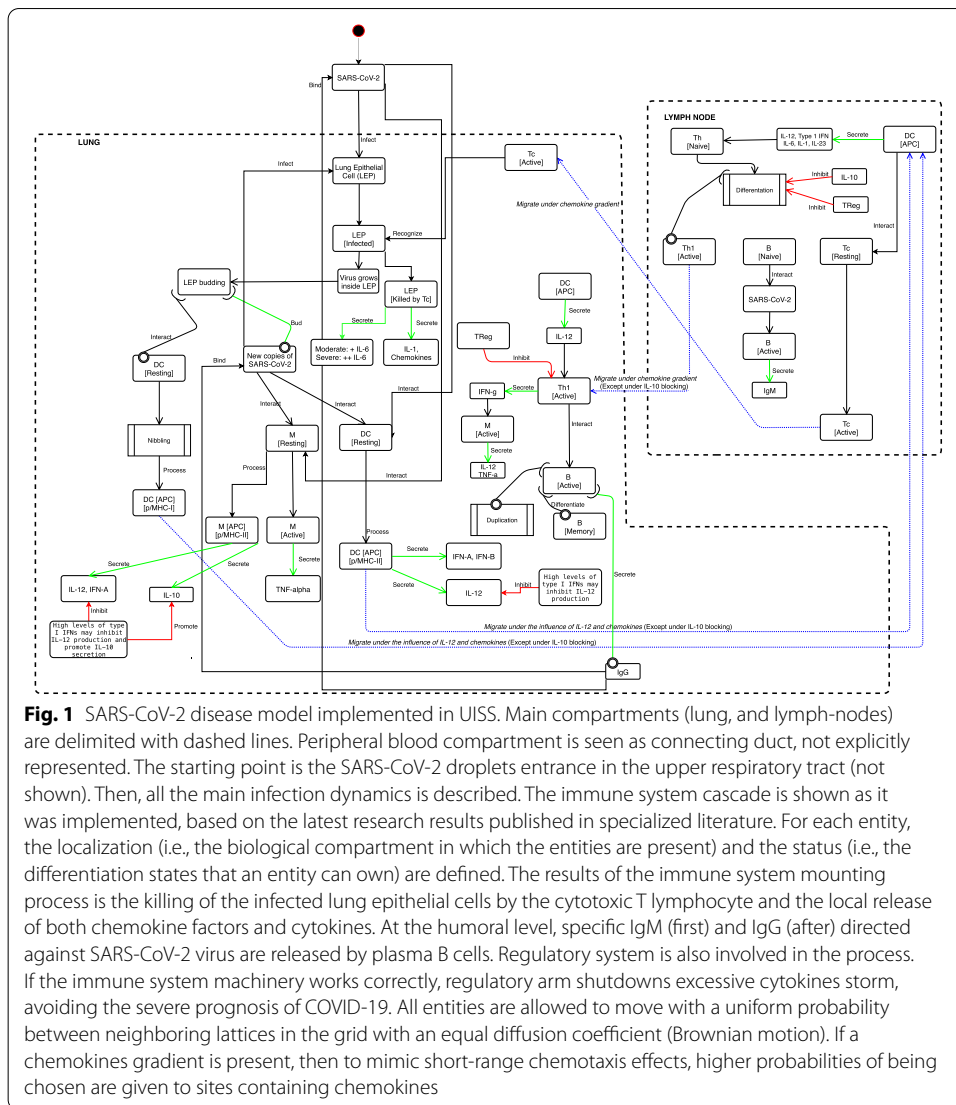 SARS-CoV-2
Bind
LUNG
Infect
Infect
Lung Epithelial
Cell (LEP)
Tc
[Active]
LEP
[Infected]
Recognize
Migrate under chemokine gradient
LEP budding
Virus grows
inside LEP
LEP
[Killed by Tc]
Bud
Secrete
Secrete
Interact
Moderate: + IL-6
Severe: ++ IL-6
IL-1,
Chemokines
DC
[APC]
Secrete
IL-12
TReg
Inhibit
DC
[Resting]
Bind
New copies of
SARS-CoV-2
Interact
Interact
Interact
IFN-g
Secrete
Th1
[Active]
Migrate under chemokine gradient
(Except under IL-10 blocking)
Nibbling
M
[Resting]
DC
[Resting]
M
[Active]
Interact
Process
Process
Interact
Secrete
IL-12
TNF-a
B
[Active]
DC [APC]
[p/MHC-I]
Duplication
Differentiate
B
[Memory]
M [APC]
[p/MHC-II]
M
[Active]
Process
DC [APC]
[p/MHC-II]
Secrete
IFN-A, IFN-B
Secrete
Secrete
Secrete
Secrete
Secrete
IL-12, IFN-A
IL-10
TNF-alpha
IL-12
Inhibit
High levels of
type I IFNs may
inhibit IL-12
production
Inhibit
Promote
High levels of type
I IFNs may inhibit
IL-12 production and
promote IL-10
secretion
Migrate under the influence of IL-12 and chemokines (Except under IL-10 blocking)
Migrate under the influence of IL-12 and chemokines (Except under IL-10 blocking)
IgG
LYMPH NODE
Th
[Naive]
IL-12, Type 1 IFN
IL-6, IL-1, IL-23
Secrete
DC
[APC]
Differentation
Inhibit
IL-10
Inhibit
TReg
Interact
Th1
[Active]
B
[Naive]
Tc
[Resting]
Interact
SARS-CoV-2
B
[Active]
Secrete
IgM
Tc
[Active]
Fig. 1 SARS-CoV-2 disease model implemented in UISS. Main compartments (lung, and lymph-nodes)
are delimited with dashed lines. Peripheral blood compartment is seen as connecting duct, not explicitly
represented. The starting point is the SARS-CoV-2 droplets entrance in the upper respiratory tract (not
shown). Then, all the main infection dynamics is described. The immune system cascade is shown as it
was implemented, based on the latest research results published in specialized literature. For each entity,
the localization (i.e., the biological compartment in which the entities are present) and the status (i.e., the
differentiation states that an entity can own) are defined. The results of the immune system mounting
process is the killing of the infected lung epithelial cells by the cytotoxic T lymphocyte and the local release
of both chemokine factors and cytokines. At the humoral level, specific IgM (first) and IgG (after) directed
against SARS-CoV-2 virus are released by plasma B cells. Regulatory system is also involved in the process.
If the immune system machinery works correctly, regulatory arm shutdowns excessive cytokines storm,
avoiding the severe prognosis of COVID-19. All entities are allowed to move with a uniform probability
between neighboring lattices in the grid with an equal diffusion coefficient (Brownian motion). If a
chemokines gradient is present, then to mimic short-range chemotaxis effects, higher probabilities of being
chosen are given to sites containing chemokines